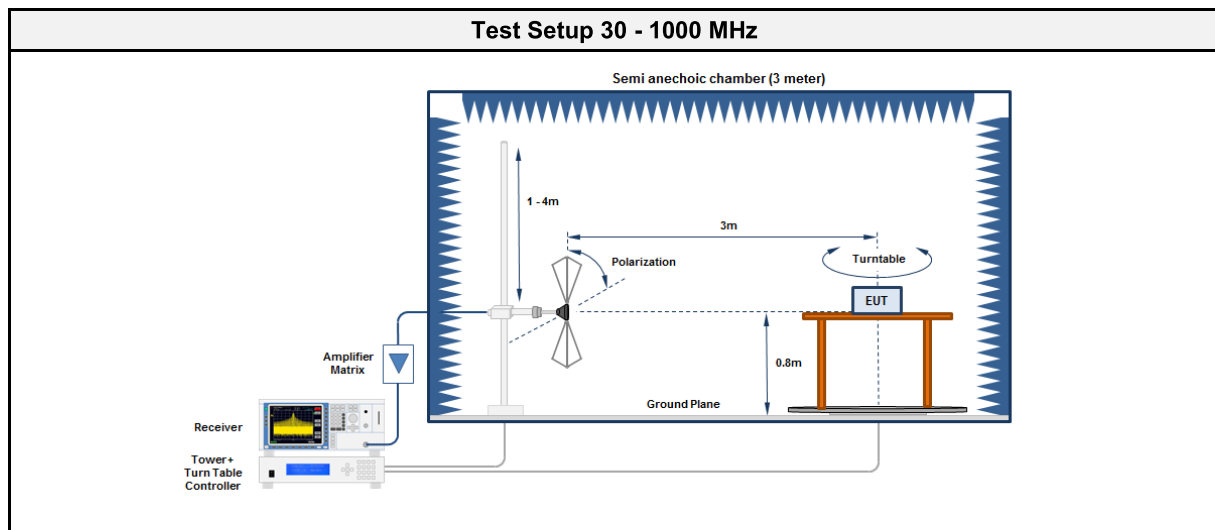 Test Setup 30 - 1000 MHz
Semi anechoic chamber (3 meter)
1 - 4m
3m
Polarization
Turntable
EUT
Amplifier
Matrix
0.8m
Ground Plane
Receiver
Tower+
Turn Table
Controller